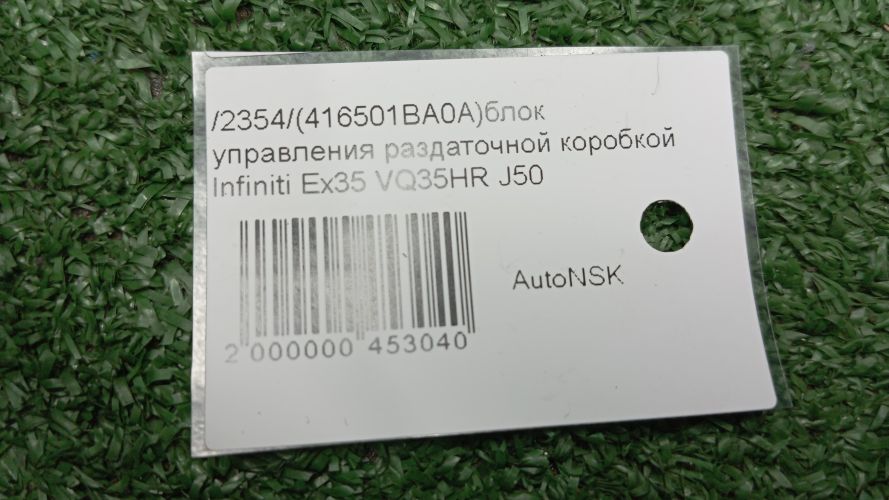 /2354/(416501BA0A)блок
управления раздаточной коробкой
Infiniti Ex35 VQ35HR J50
AutoNSK
2 000000 453040